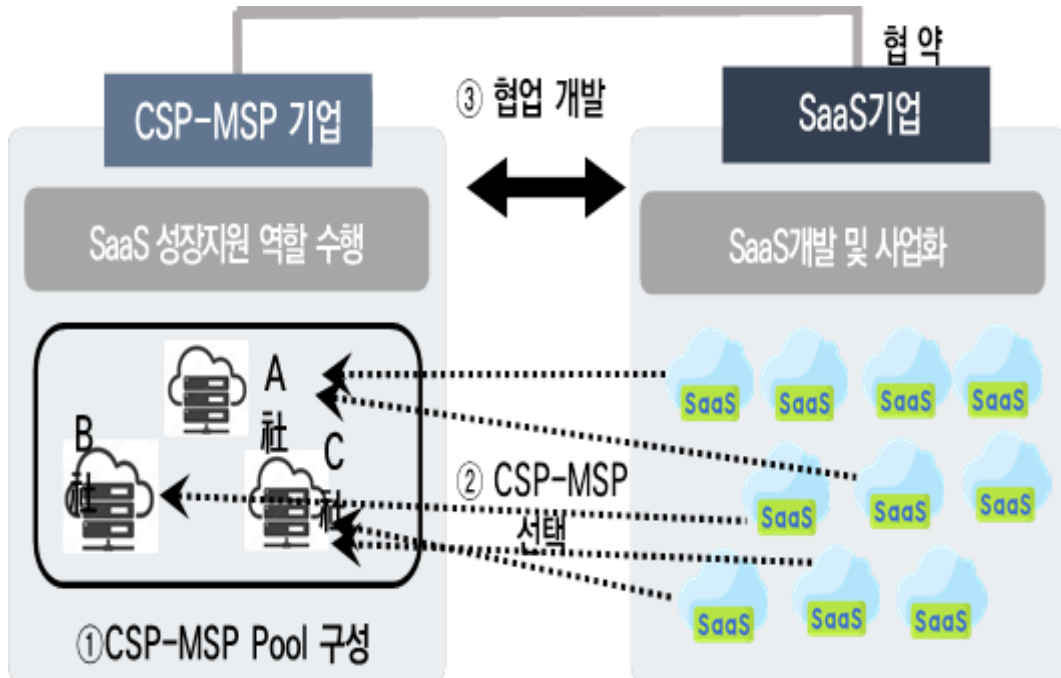 협 약
CSP-MSP 기업
③ 협업 개발
SaaS기업
SaaS 성장지원 역할 수행
SaaS개발 및 사업화
A
社
B
社
C
社
② CSP-MSP
선택
SaaS
SaaS
SaaS
SaaS
SaaS
SaaS
SaaS
SaaS
SaaS
SaaS
①CSP-MSP Pool 구성